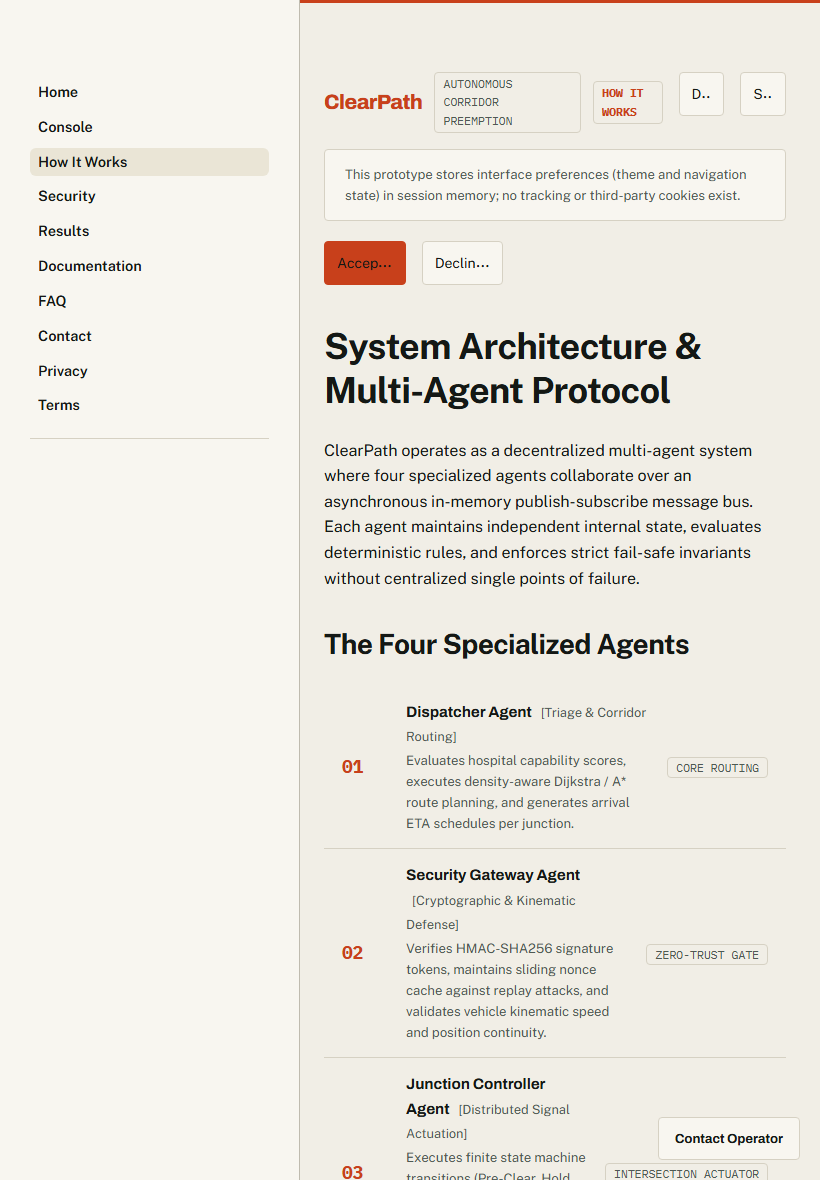 Home
Console
How It Works
Security
Results
Documentation
FAQ
Contact
Privacy
Terms
ClearPath
AUTONOMOUS
CORRIDOR
PREEMPTION
HOW IT
WORKS
D..
S..
This prototype stores interface preferences (theme and navigation
state) in session memory; no tracking or third-party cookies exist.
Accep...
Declin...
System Architecture &
Multi-Agent Protocol
ClearPath operates as a decentralized multi-agent system
where four specialized agents collaborate over an
asynchronous in-memory publish-subscribe message bus.
Each agent maintains independent internal state, evaluates
deterministic rules, and enforces strict fail-safe invariants
without centralized single points of failure.
The Four Specialized Agents
01
Dispatcher Agent [Triage & Corridor
Routing]
Evaluates hospital capability scores,
executes density-aware Dijkstra / A*
route planning, and generates arrival
ETA schedules per junction.
CORE ROUTING
02
Security Gateway Agent
[Cryptographic & Kinematic
Defense]
Verifies HMAC-SHA256 signature
tokens, maintains sliding nonce
cache against replay attacks, and
validates vehicle kinematic speed
and position continuity.
ZERO-TRUST GATE
03
Junction Controller
Agent [Distributed Signal
Actuation]
Executes finite state machine
transitions (Pre-Clear, Hold
INTERSECTION ACTUATOR
Contact Operator